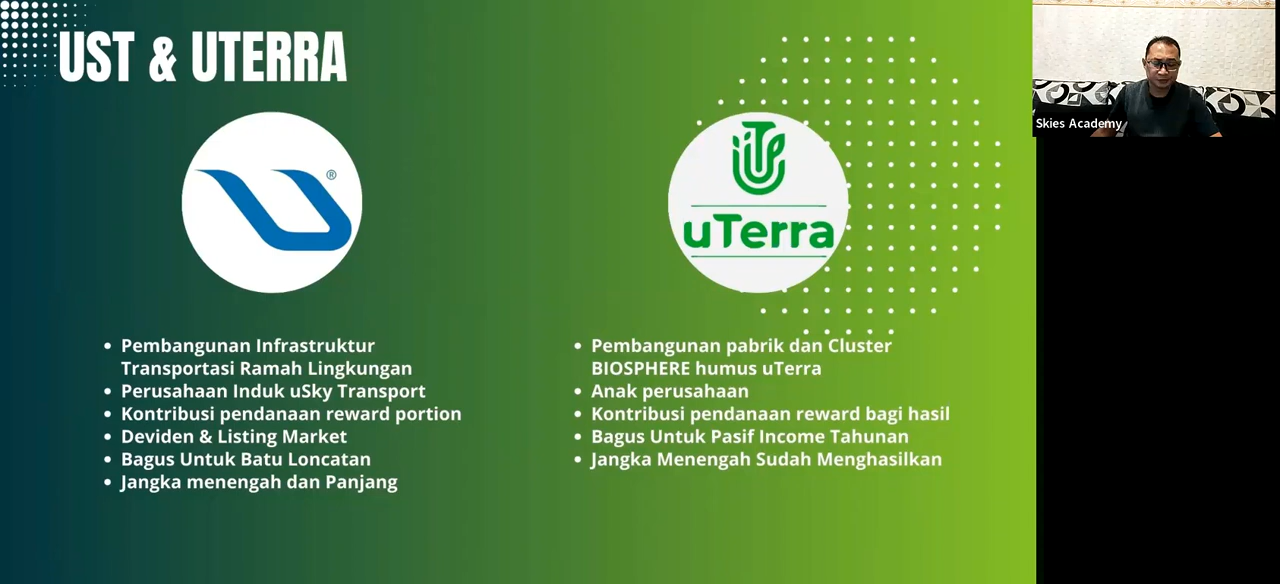 UST & UTERRA
Skies Academy
®
uTerra
Pembangunan Infrastruktur
Transportasi Ramah Lingkungan
Perusahaan Induk uSky Transport
Kontribusi pendanaan reward portion
Deviden & Listing Market
Bagus Untuk Batu Loncatan
Jangka menengah dan Panjang
Pembangunan pabrik dan Cluster
BIOSPHERE humus uTerra
Anak perusahaan
Kontribusi pendanaan reward bagi hasil
Bagus Untuk Pasif Income Tahunan
Jangka Menengah Sudah Menghasilkan